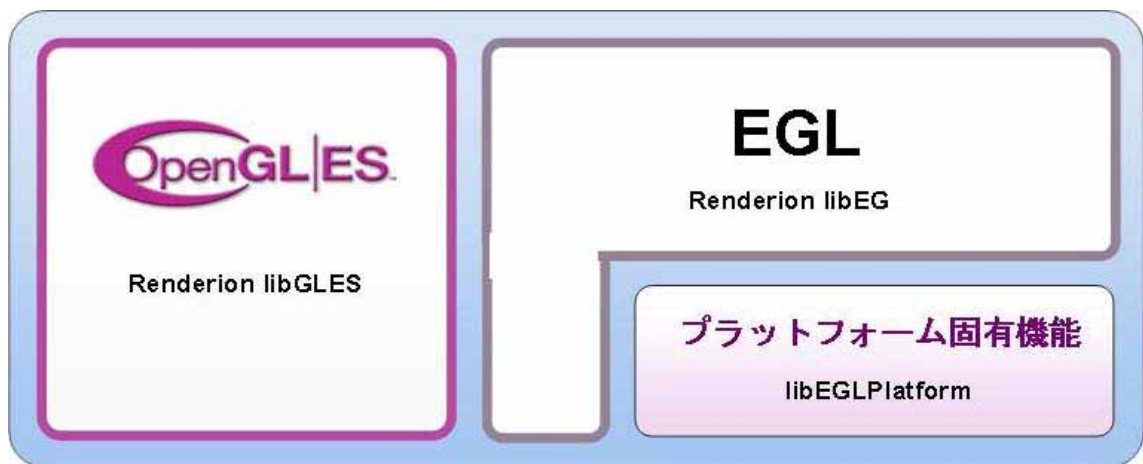 OpenGL|ES™
Renderion libGLES
EGL
Renderion libEG
プラットフォーム固有機能
libEGLPlatform